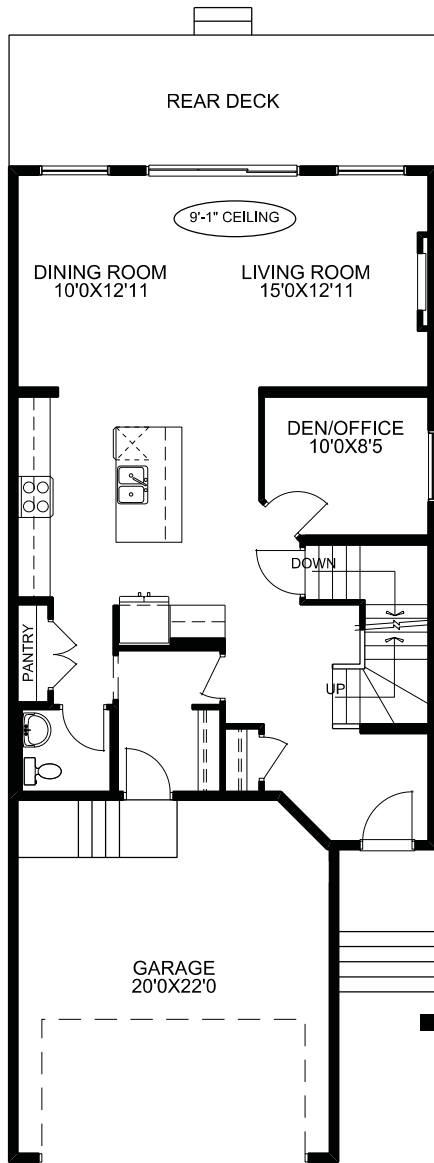 REAR DECK
9'-1" CEILING
DINING ROOM
10'0X12'11
LIVING ROOM
15'0X12'11
DEN/OFFICE
10'0X8'5
DOWN
PANTRY
UP
GARAGE
20'0X22'0